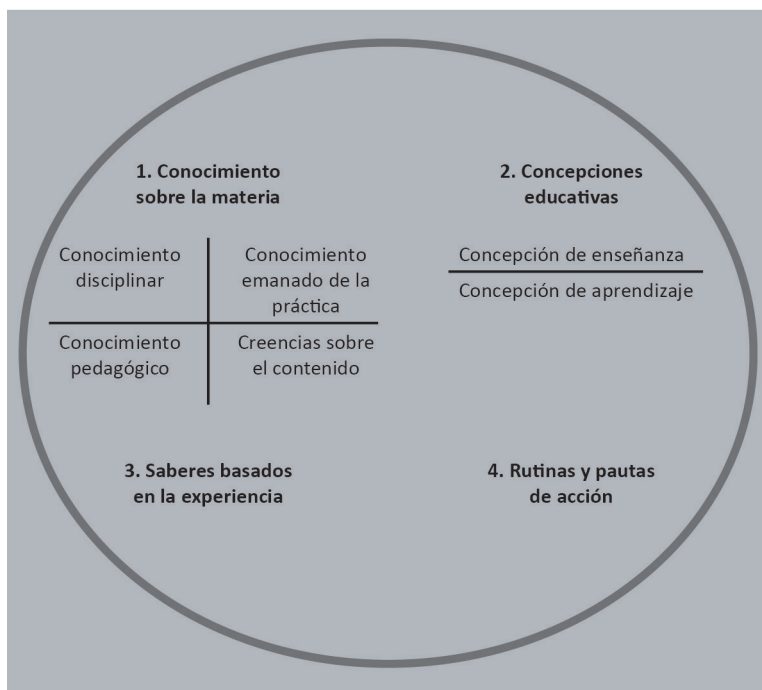 1. Conocimiento
sobre la materia
Conocimiento
disciplinar
Conocimiento
emanado de la
práctica
Conocimiento
pedagógico
Creencias sobre
el contenido
2. Concepciones
educativas
Concepción de enseñanza
Concepción de aprendizaje
3. Saberes basados
en la experiencia
4. Rutinas y pautas
de acción